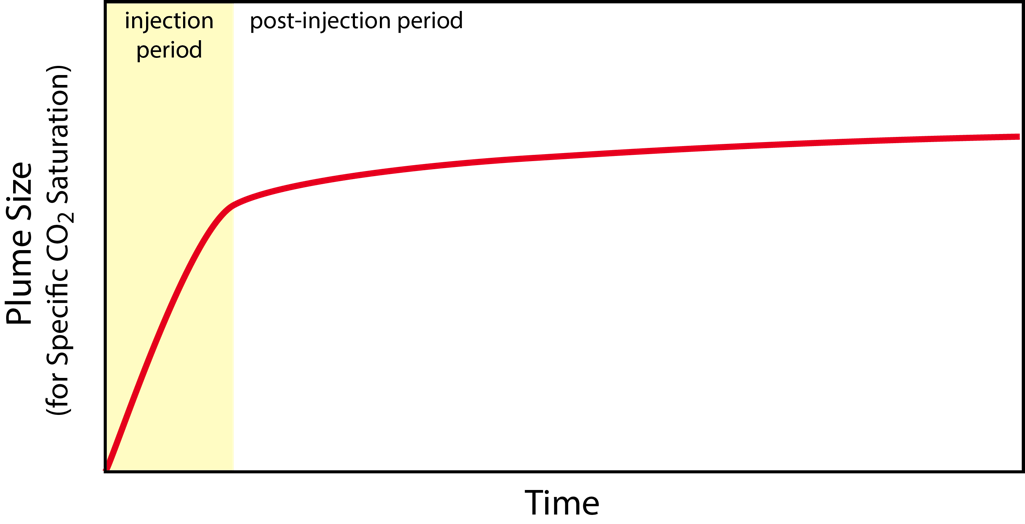 injection
period
post-injection period
Plume Size
(for Specific CO₂ Saturation)
Time